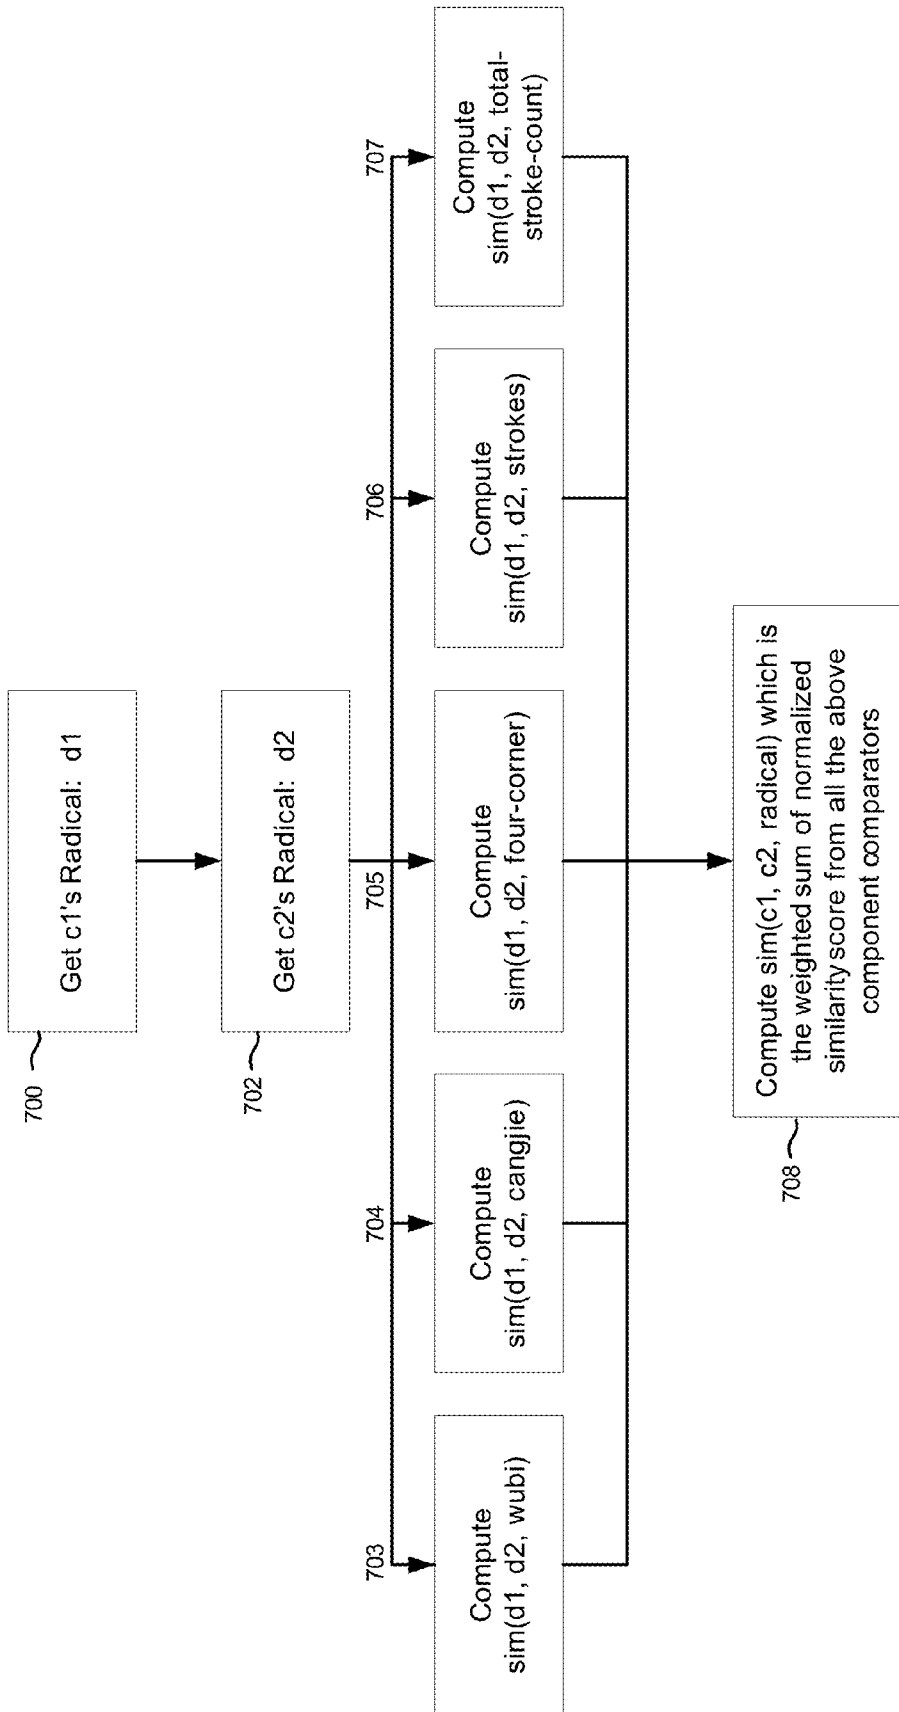 700
Get c1's Radical: d1
702
Get c2's Radical: d2
703
704
705
706
707
Compute
sim(d1, d2, wubi)
Compute
sim(d1, d2, cangjie)
Compute
sim(d1, d2, four-corner)
Compute
sim(d1, d2, strokes)
Compute
sim(d1, d2, total-
stroke-count)
708
Compute sim(c1, c2, radical) which is
the weighted sum of normalized
similarity score from all the above
component comparators